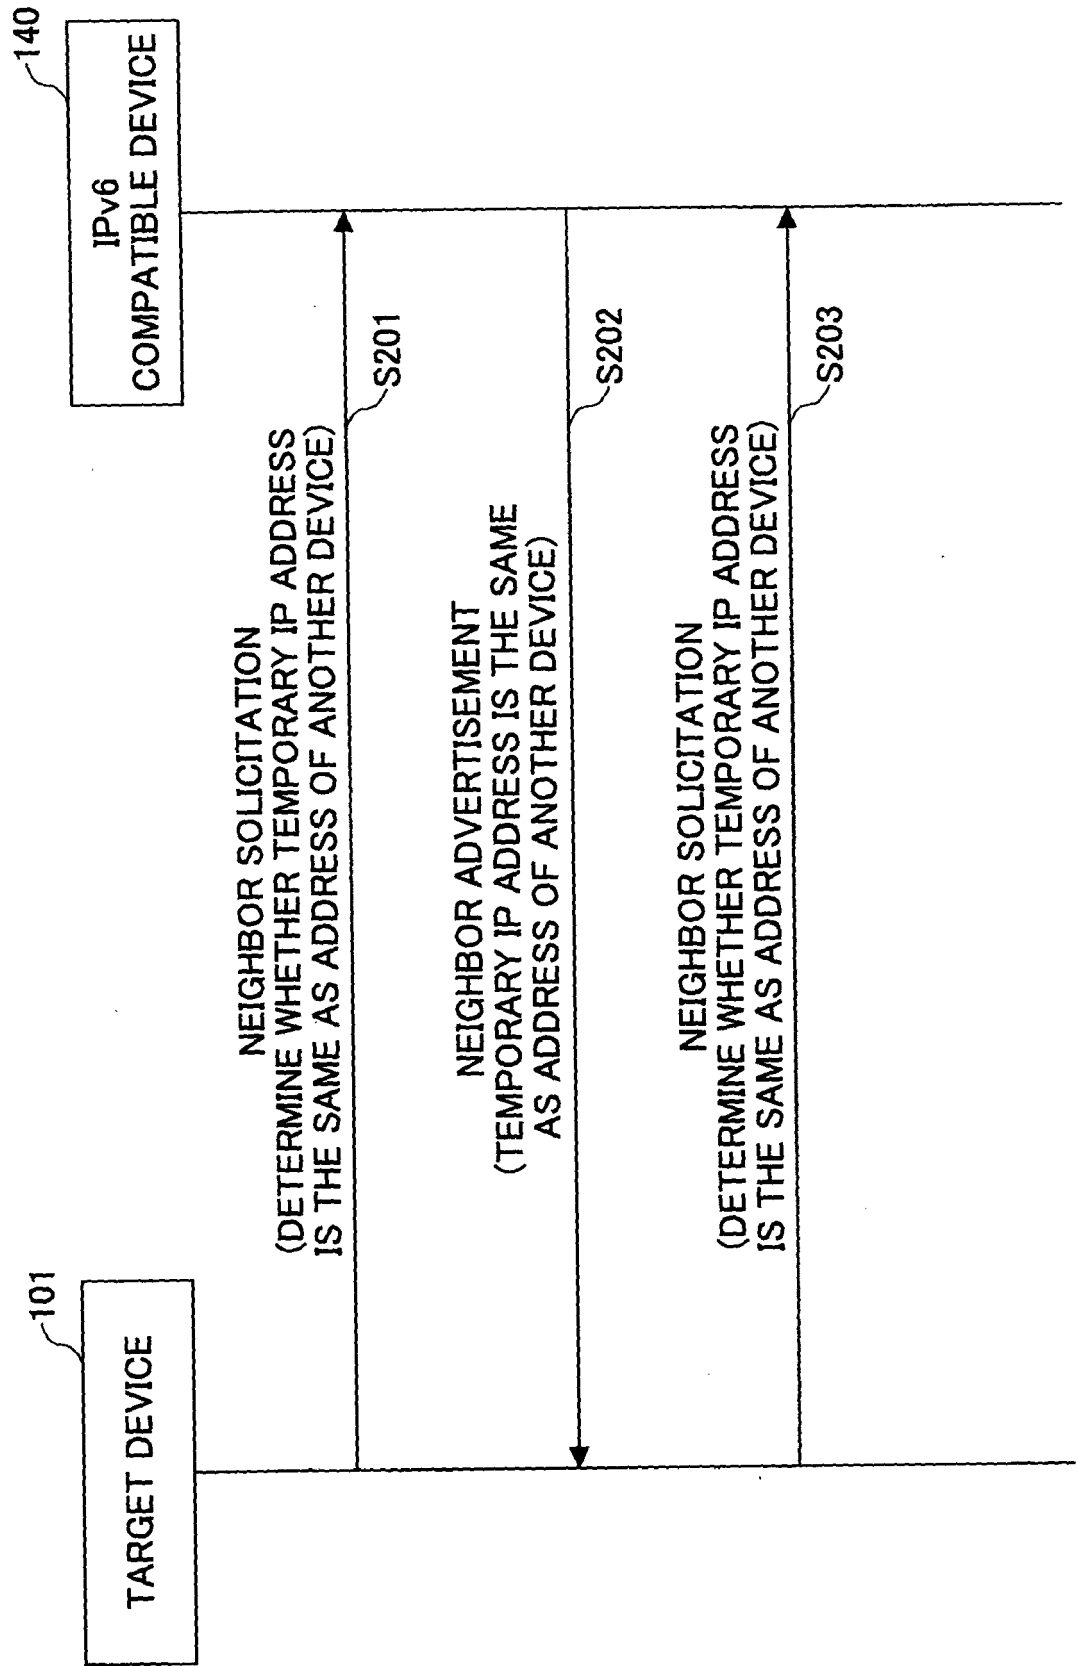 101
TARGET DEVICE
140
IPv6
COMPATIBLE DEVICE
NEIGHBOR SOLICITATION
(DETERMINE WHETHER TEMPORARY IP ADDRESS
IS THE SAME AS ADDRESS OF ANOTHER DEVICE)
S201
NEIGHBOR ADVERTISEMENT
(TEMPORARY IP ADDRESS IS THE SAME
AS ADDRESS OF ANOTHER DEVICE)
S202
NEIGHBOR SOLICITATION
(DETERMINE WHETHER TEMPORARY IP ADDRESS
IS THE SAME AS ADDRESS OF ANOTHER DEVICE)
S203